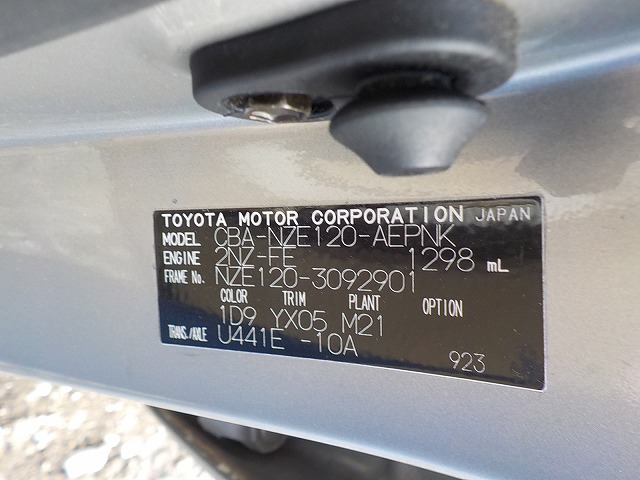 TOYOTA MOTOR CORPORATION JAPAN
MODEL CBA-NZE120-AEPNK
ENGINE 2NZ-FE 1298 mL
FRAME No. NZE120-3092901
COLOR TRIM PLANT OPTION
1D9 YX05 M21
TRANS./AXLE U441E -10A
923